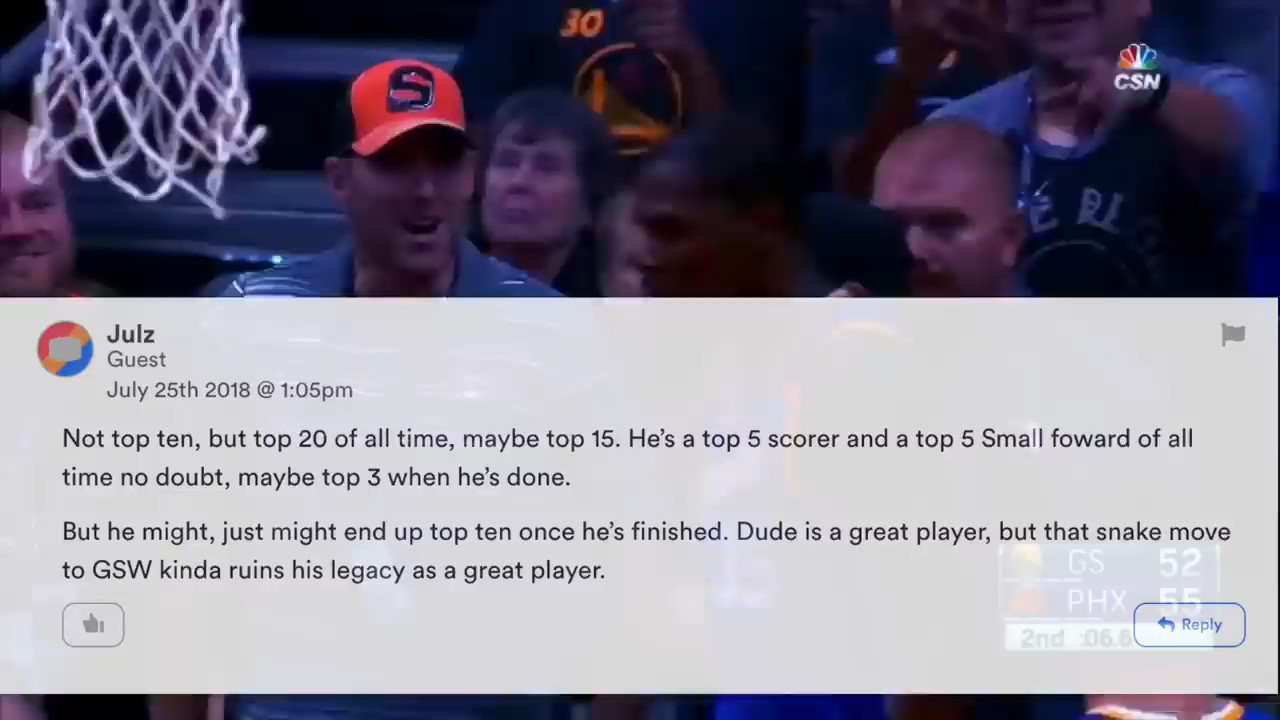 30
CSN
S
Julz
Guest
July 25th 2018 @ 1:05pm
Not top ten, but top 20 of all time, maybe top 15. He's a top 5 scorer and a top 5 Small foward of all
time no doubt, maybe top 3 when he's done.
But he might, just might end up top ten once he's finished. Dude is a great player, but that snake move
to GSW kinda ruins his legacy as a great player.
GS 52
PHX 55
2nd :06.6
Reply